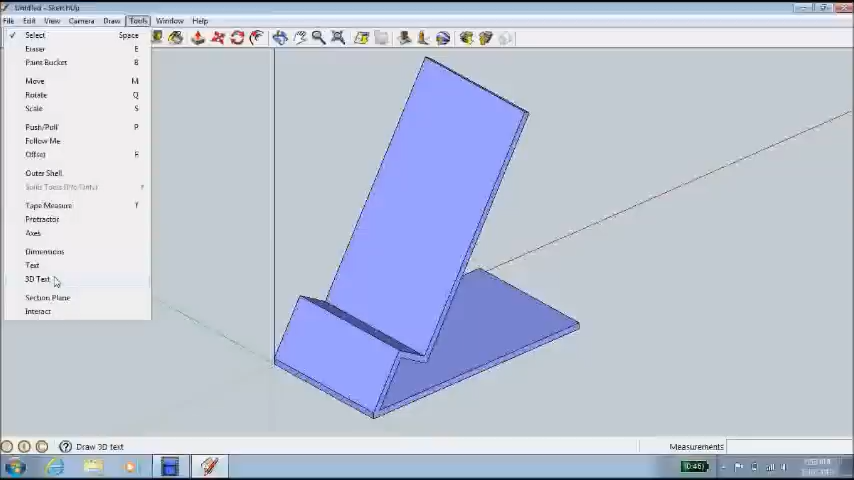 Untitled - SketchUp
File Edit View Camera Draw Tools Window Help
Select Space
Eraser E
Paint Bucket B
Move M
Rotate Q
Scale S
Push/Pull P
Follow Me
Offset F
Outer Shell
Tape Measure T
Protractor
Axes
Dimensions
Text
3D Text
Section Plane
Interact
Draw 3D text
Measurements